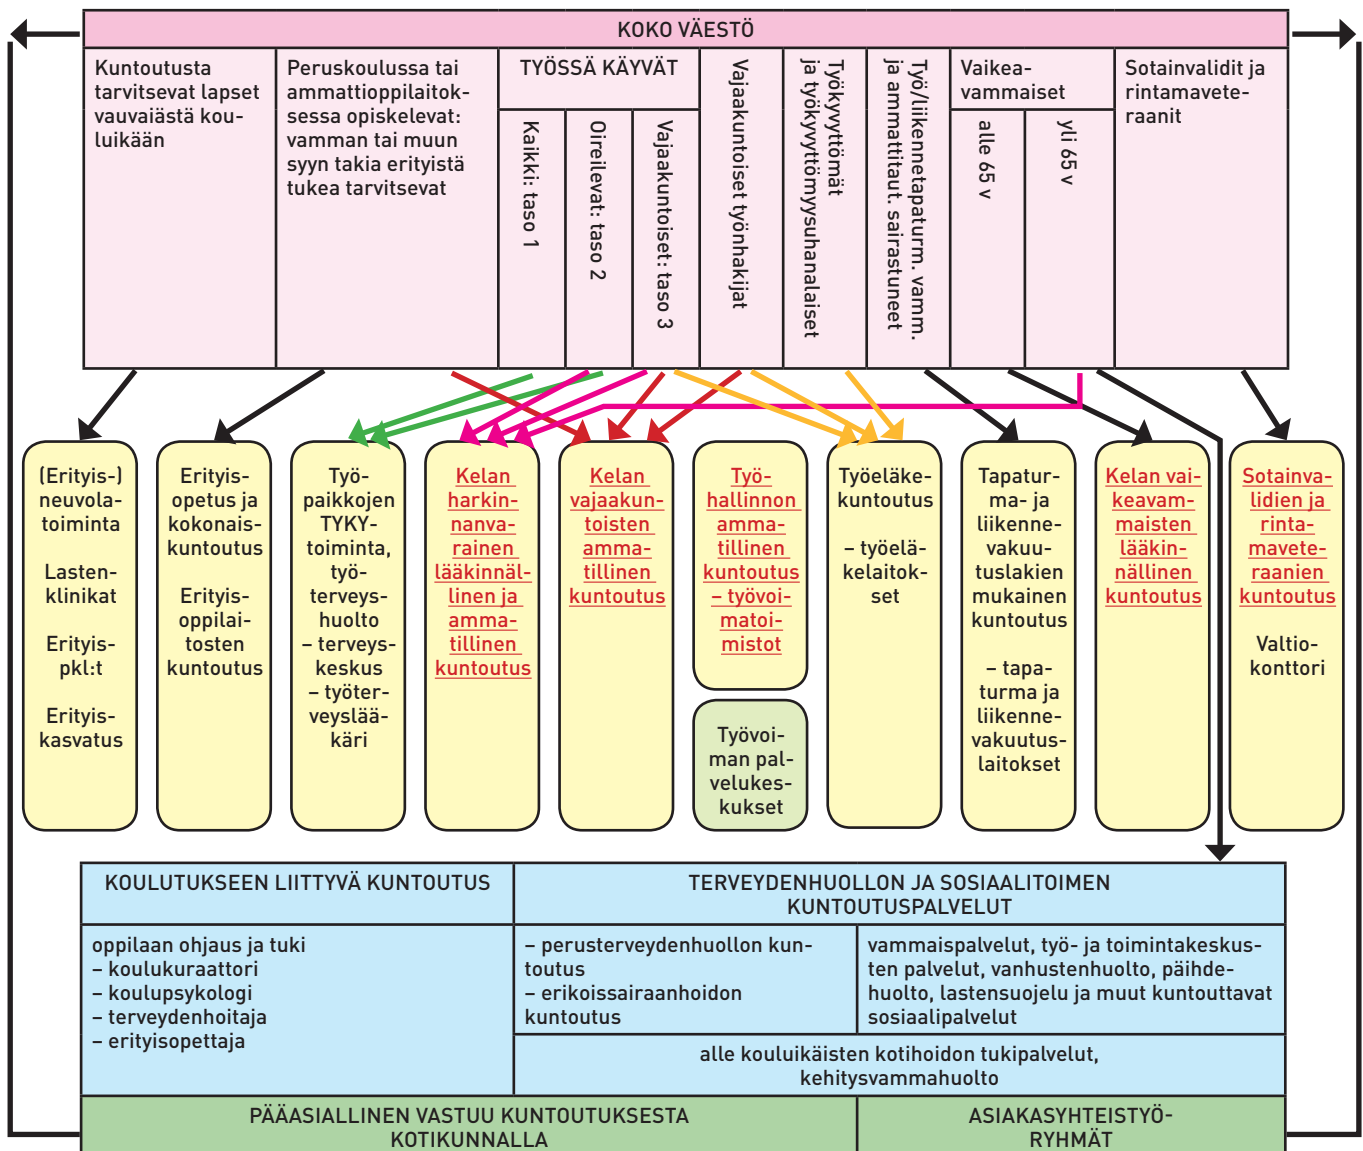 KOKO VÄESTÖ
Kuntoutusta
tarvitsevat lapset
vauvaiästä kou-
luikään
Peruskoulussa tai
ammattioppilaitok-
sessa opiskelevat:
vamman tai muun
syyn takia erityistä
tukea tarvitsevat
TYÖSSÄ KÄYVÄT
Kaikki: taso 1
Oireilevat: taso 2
Vajaakuntoiset: taso 3
Vajaakuntoiset työnhakijat
Työkyvyttömät
ja työkyvyttömyysuhanalaiset
Työ/liikennetapaturm. vamm.
ja ammattitaut. sairastuneet
Vaikea-
vammaiset
alle 65 v
yli 65 v
Sotainvalidit ja
rintamavete-
raanit
(Erityis-)
neuvola-
toiminta
Lasten-
klinikat
Erityis-
pkl:t
Erityis-
kasvatus
Erityis-
opetus ja
kokonais-
kuntoutus
Erityis-
oppilai-
tosten
kuntoutus
Työ-
paikkojen
TYKY-
toiminta,
työ-
terveys-
huolto
– terveys-
keskus
– työter-
veyslää-
käri
Kelan
harkin-
nanva-
rainen
lääkinnäl-
linen ja
amma-
tillinen
kuntoutus
Kelan
vajaakun-
toisten
amma-
tillinen
kuntoutus
Työ-
hallinnon
amma-
tillinen
kuntoutus
– työvoi-
matoi-
mistot
Työvoi-
man pal-
velukes-
kukset
Työeläke-
kuntoutus
– työelä-
kelaitok-
set
Tapatur-
ma- ja
liikenne-
vakuu-
tuslakien
mukainen
kuntoutus
– tapa-
turma ja
liikenne-
vakuutus-
laitokset
Kelan vai-
keavam-
maisten
lääkin-
nällinen
kuntoutus
Sotainva-
lidien ja
rinta-
mavete-
raanien
kuntoutus
Valtio-
konttori
KOULUTUKSEEN LIITTYVÄ KUNTOUTUS
oppilaan ohjaus ja tuki
– koulukuraattori
– koulupsykologi
– terveydenhoitaja
– erityisopettaja
TERVEYDENHUOLLON JA SOSIAALITOIMEN
KUNTOUTUSPALVELUT
– perusterveydenhuollon kun-
toutus
– erikoissairaanhoidon
kuntoutus
vammaispalvelut, työ- ja toimintakeskus-
ten palvelut, vanhustenhuolto, päihde-
huolto, lastensuojelu ja muut kuntouttavat
sosiaalipalvelut
alle kouluikäisten kotihoidon tukipalvelut,
kehitysvammahuolto
PÄÄASIALLINEN VASTUU KUNTOUTUKSESTA
KOTIKUNNALLA
ASIAKASYHTEISTYÖ-
RYHMÄT